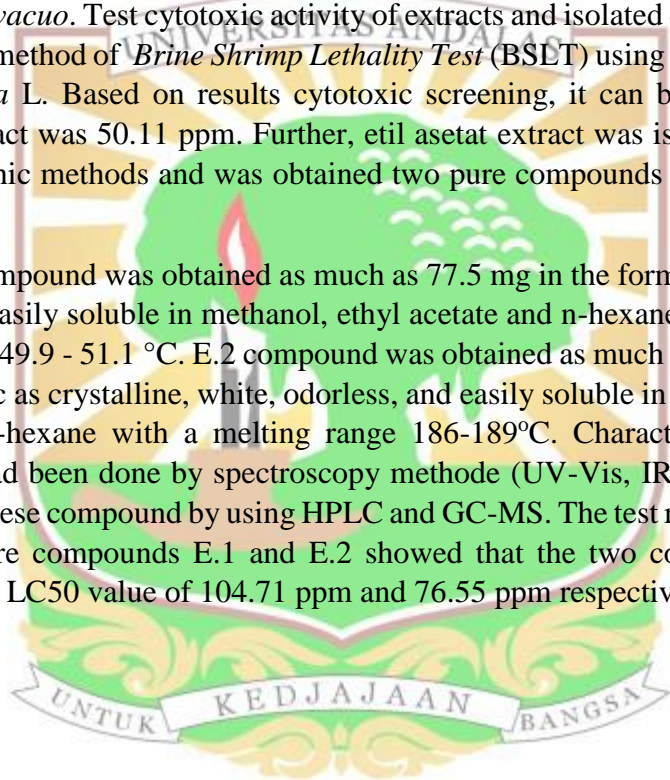 vacuo. Test cytotoxic activity of extracts and isolated
UNIVERSITAS ANDALAS
method of Brine Shrimp Lethality Test (BSLT) using
a L. Based on results cytotoxic screening, it can b
act was 50.11 ppm. Further, etil asetat extract was is
nic methods and was obtained two pure compounds
mpound was obtained as much as 77.5 mg in the form
easily soluble in methanol, ethyl acetate and n-hexane
49.9 - 51.1 °C. E.2 compound was obtained as much
c as crystalline, white, odorless, and easily soluble in
-hexane with a melting range 186-189°C. Charact
ad been done by spectroscopy methode (UV-Vis, IR
ese compound by using HPLC and GC-MS. The test r
re compounds E.1 and E.2 showed that the two co
LC50 value of 104.71 ppm and 76.55 ppm respectiv
UNTUK KEDJAJAAN BANGSA